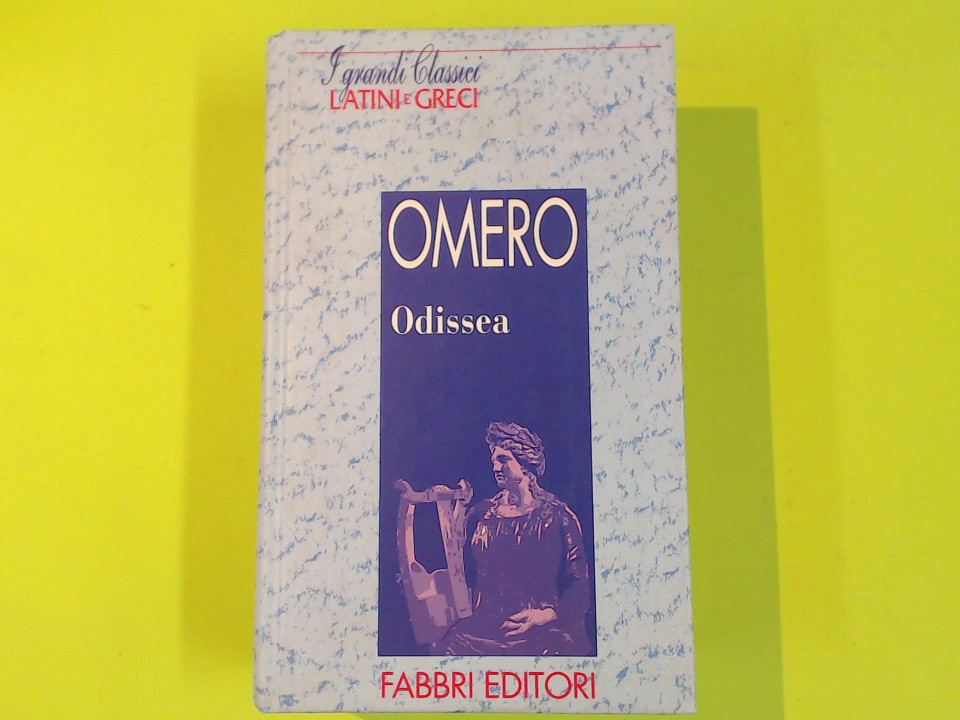 I grandi Classici
LATINI E GRECI
OMERO
Odissea
FABBRI EDITORI